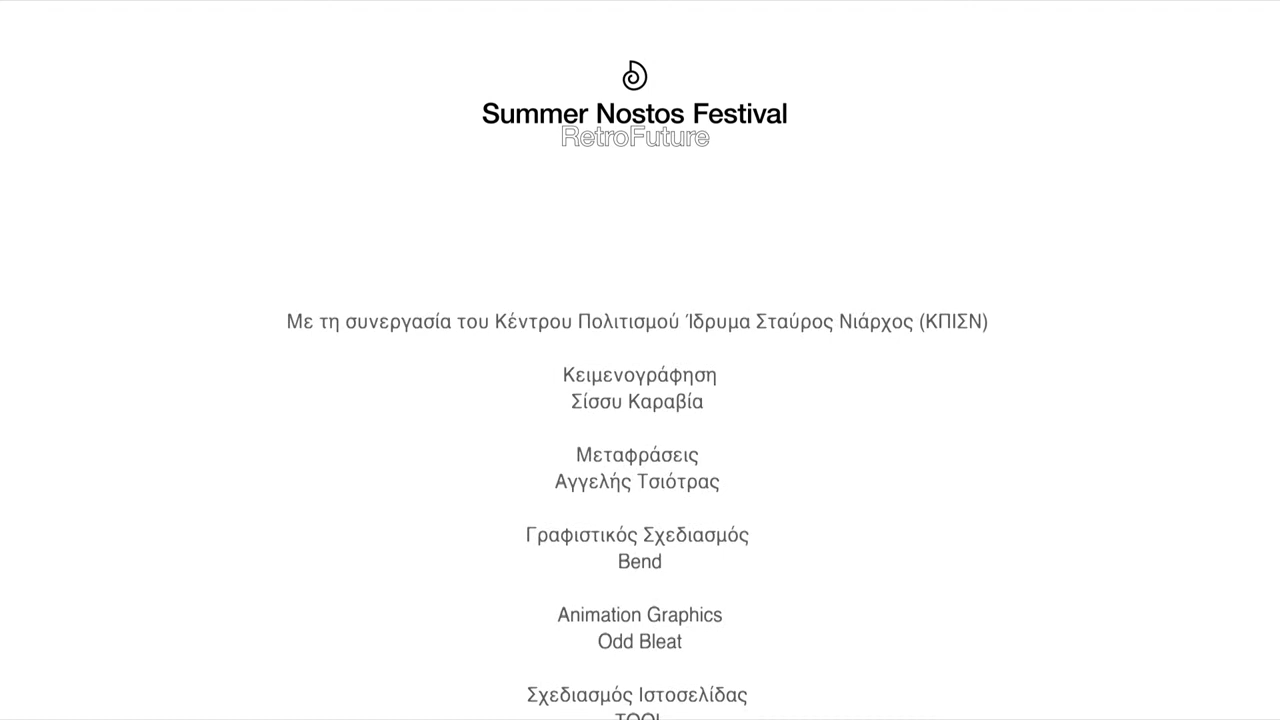 Summer Nostos Festival
RetroFuture
Με τη συνεργασία του Κέντρου Πολιτισμού Ίδρυμα Σταύρος Νιάρχος (ΚΠΙΣΝ)
Κειμενογράφηση
Σίσσυ Καραβία
Μεταφράσεις
Αγγελής Τσιότρας
Γραφιστικός Σχεδιασμός
Bend
Animation Graphics
Odd Bleat
Σχεδιασμός Ιστοσελίδας